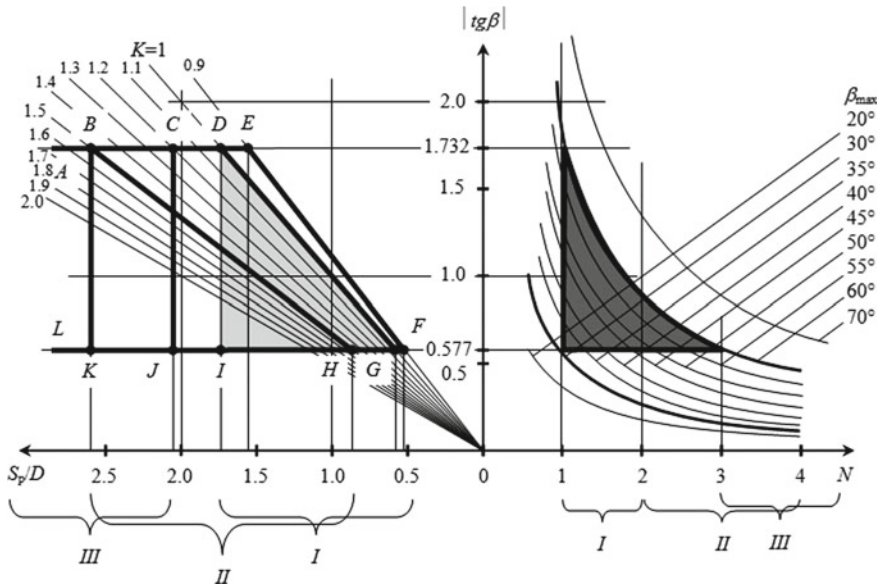 |tgβ|
K=1
0.9
1.1
1.2
1.3
1.4
1.5
1.6
1.7
1.8
1.9
2.0
A
B
C
D
E
2.0
1.732
1.5
1.0
0.577
0.5
β max
20°
30°
35°
40°
45°
50°
55°
60°
70°
L
F
K
J
I
H
G
Sp/D
2.5
2.0
1.5
1.0
0.5
0
1
2
3
4
N
III
II
I
I
II
III